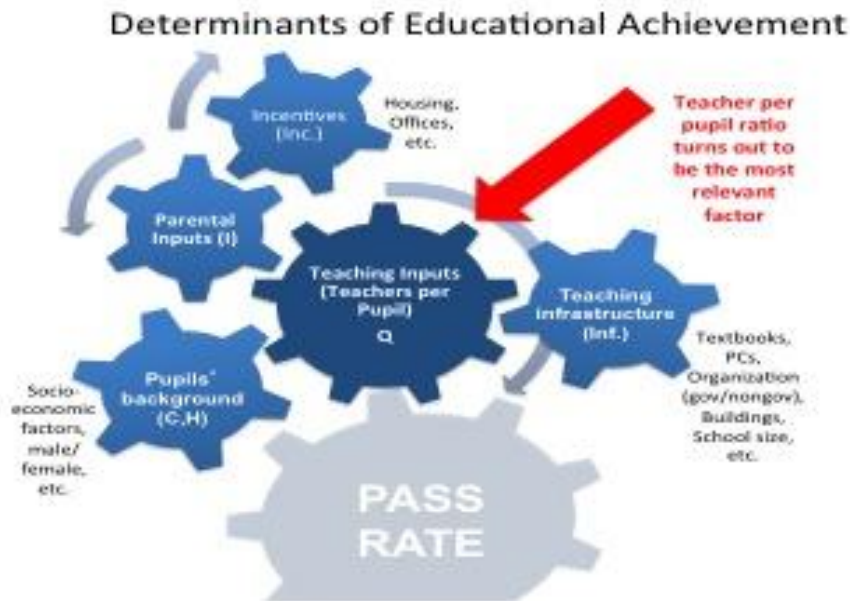 Determinants of Educational Achievement
Incentives
(Inc.)
Housing,
Offices,
etc.
Teacher per
pupil ratio
turns out to
be the most
relevant
factor
Parental
Inputs (I)
Teaching Inputs
(Teachers per
Pupil)
Q
Teaching
infrastructure
(Inf.)
Textbooks,
PCs,
Organization
(gov/nongov),
Buildings,
School size,
etc.
Pupils´
background
(C,H)
Socio-
economic
factors,
male/
female,
etc.
PASS
RATE